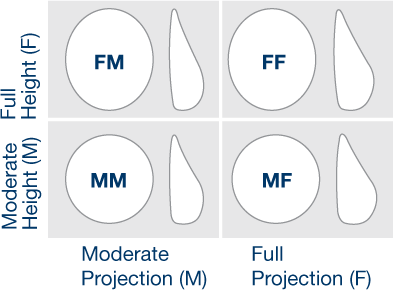 Full
Height (F)
FM
FF
Moderate
Height (M)
MM
MF
Moderate
Projection (M)
Full
Projection (F)